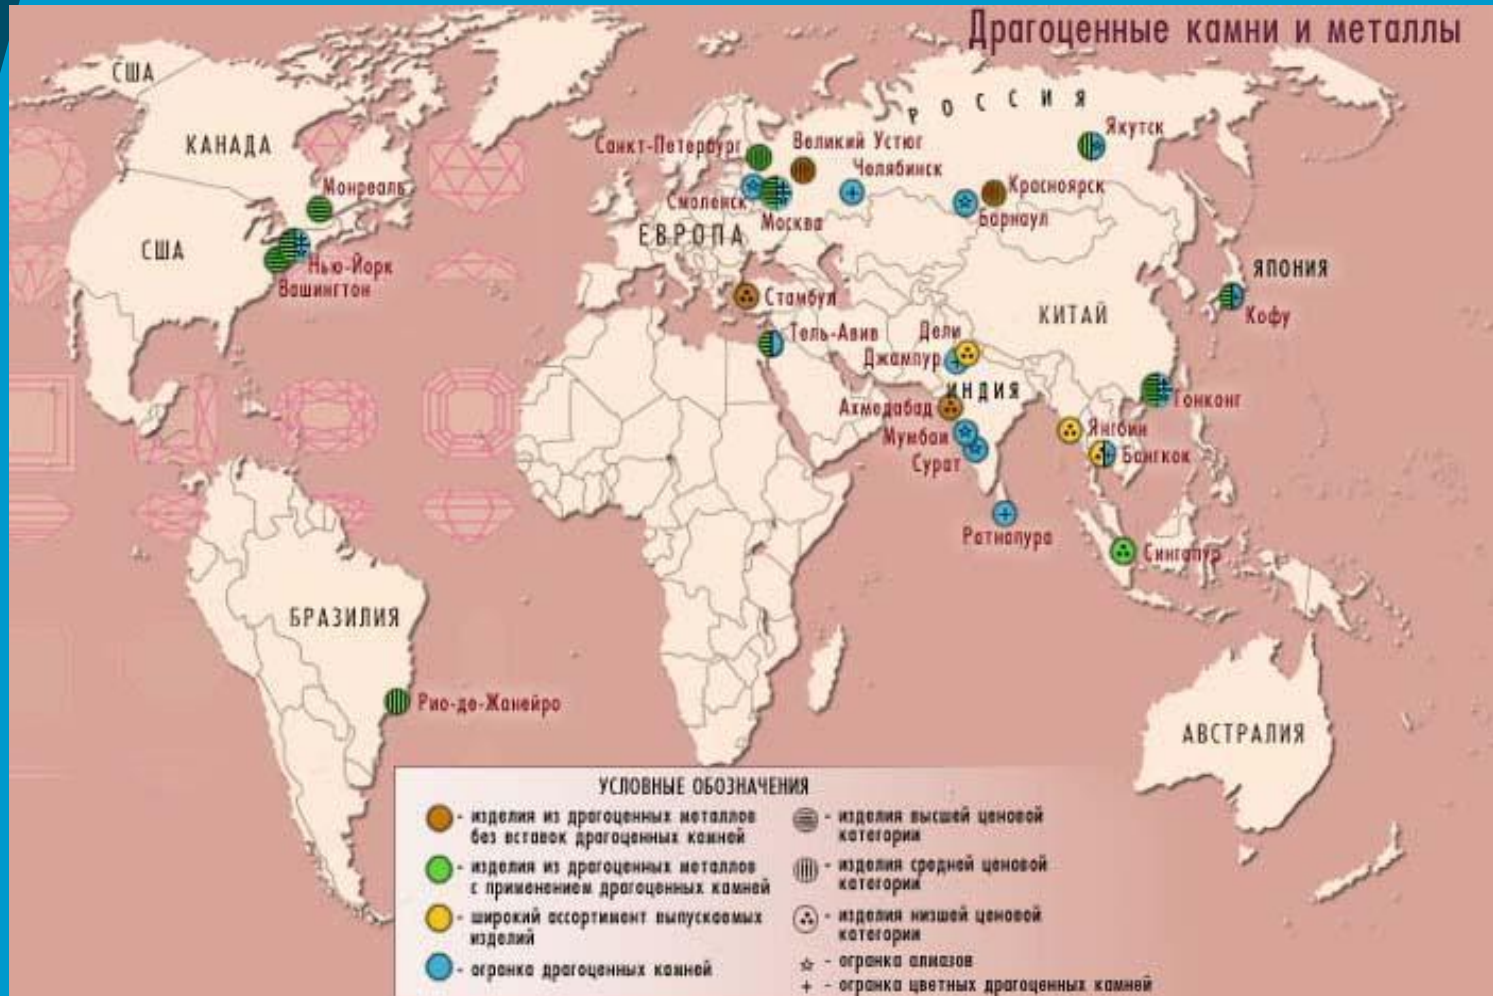 Драгоценные камни и металлы
США
РОССИЯ
КАНАДА
Санкт-Петербург
Великий Устюг
Якутск
Челябинск
Монреаль
Красноярск
Смоленск
Москва
Барнаул
ЕВРОПА
США
Нью-Йорк
Вашингтон
ЯПОНИЯ
Стамбул
КИТАЙ
Кофу
Тель-Авив
Дели
Джампур
ИНДИЯ
Гонконг
Ахмедабад
Янгбин
Мумбаи
Бангкок
Сурат
Ратнапура
Сингапур
БРАЗИЛИЯ
Рио-де-Жанейро
АВСТРАЛИЯ
УСЛОВНЫЕ ОБОЗНАЧЕНИЯ
- изделия из драгоценных металлов
без вставок драгоценных камней
- изделия из драгоценных металлов
с применением драгоценных камней
- широкий ассортимент выпускаемых
изделий
- огранка драгоценных камней
- изделия высшей ценовой
категории
- изделия средней ценовой
категории
- изделия низшей ценовой
категории
- огранка алмазов
- огранка цветных драгоценных камней